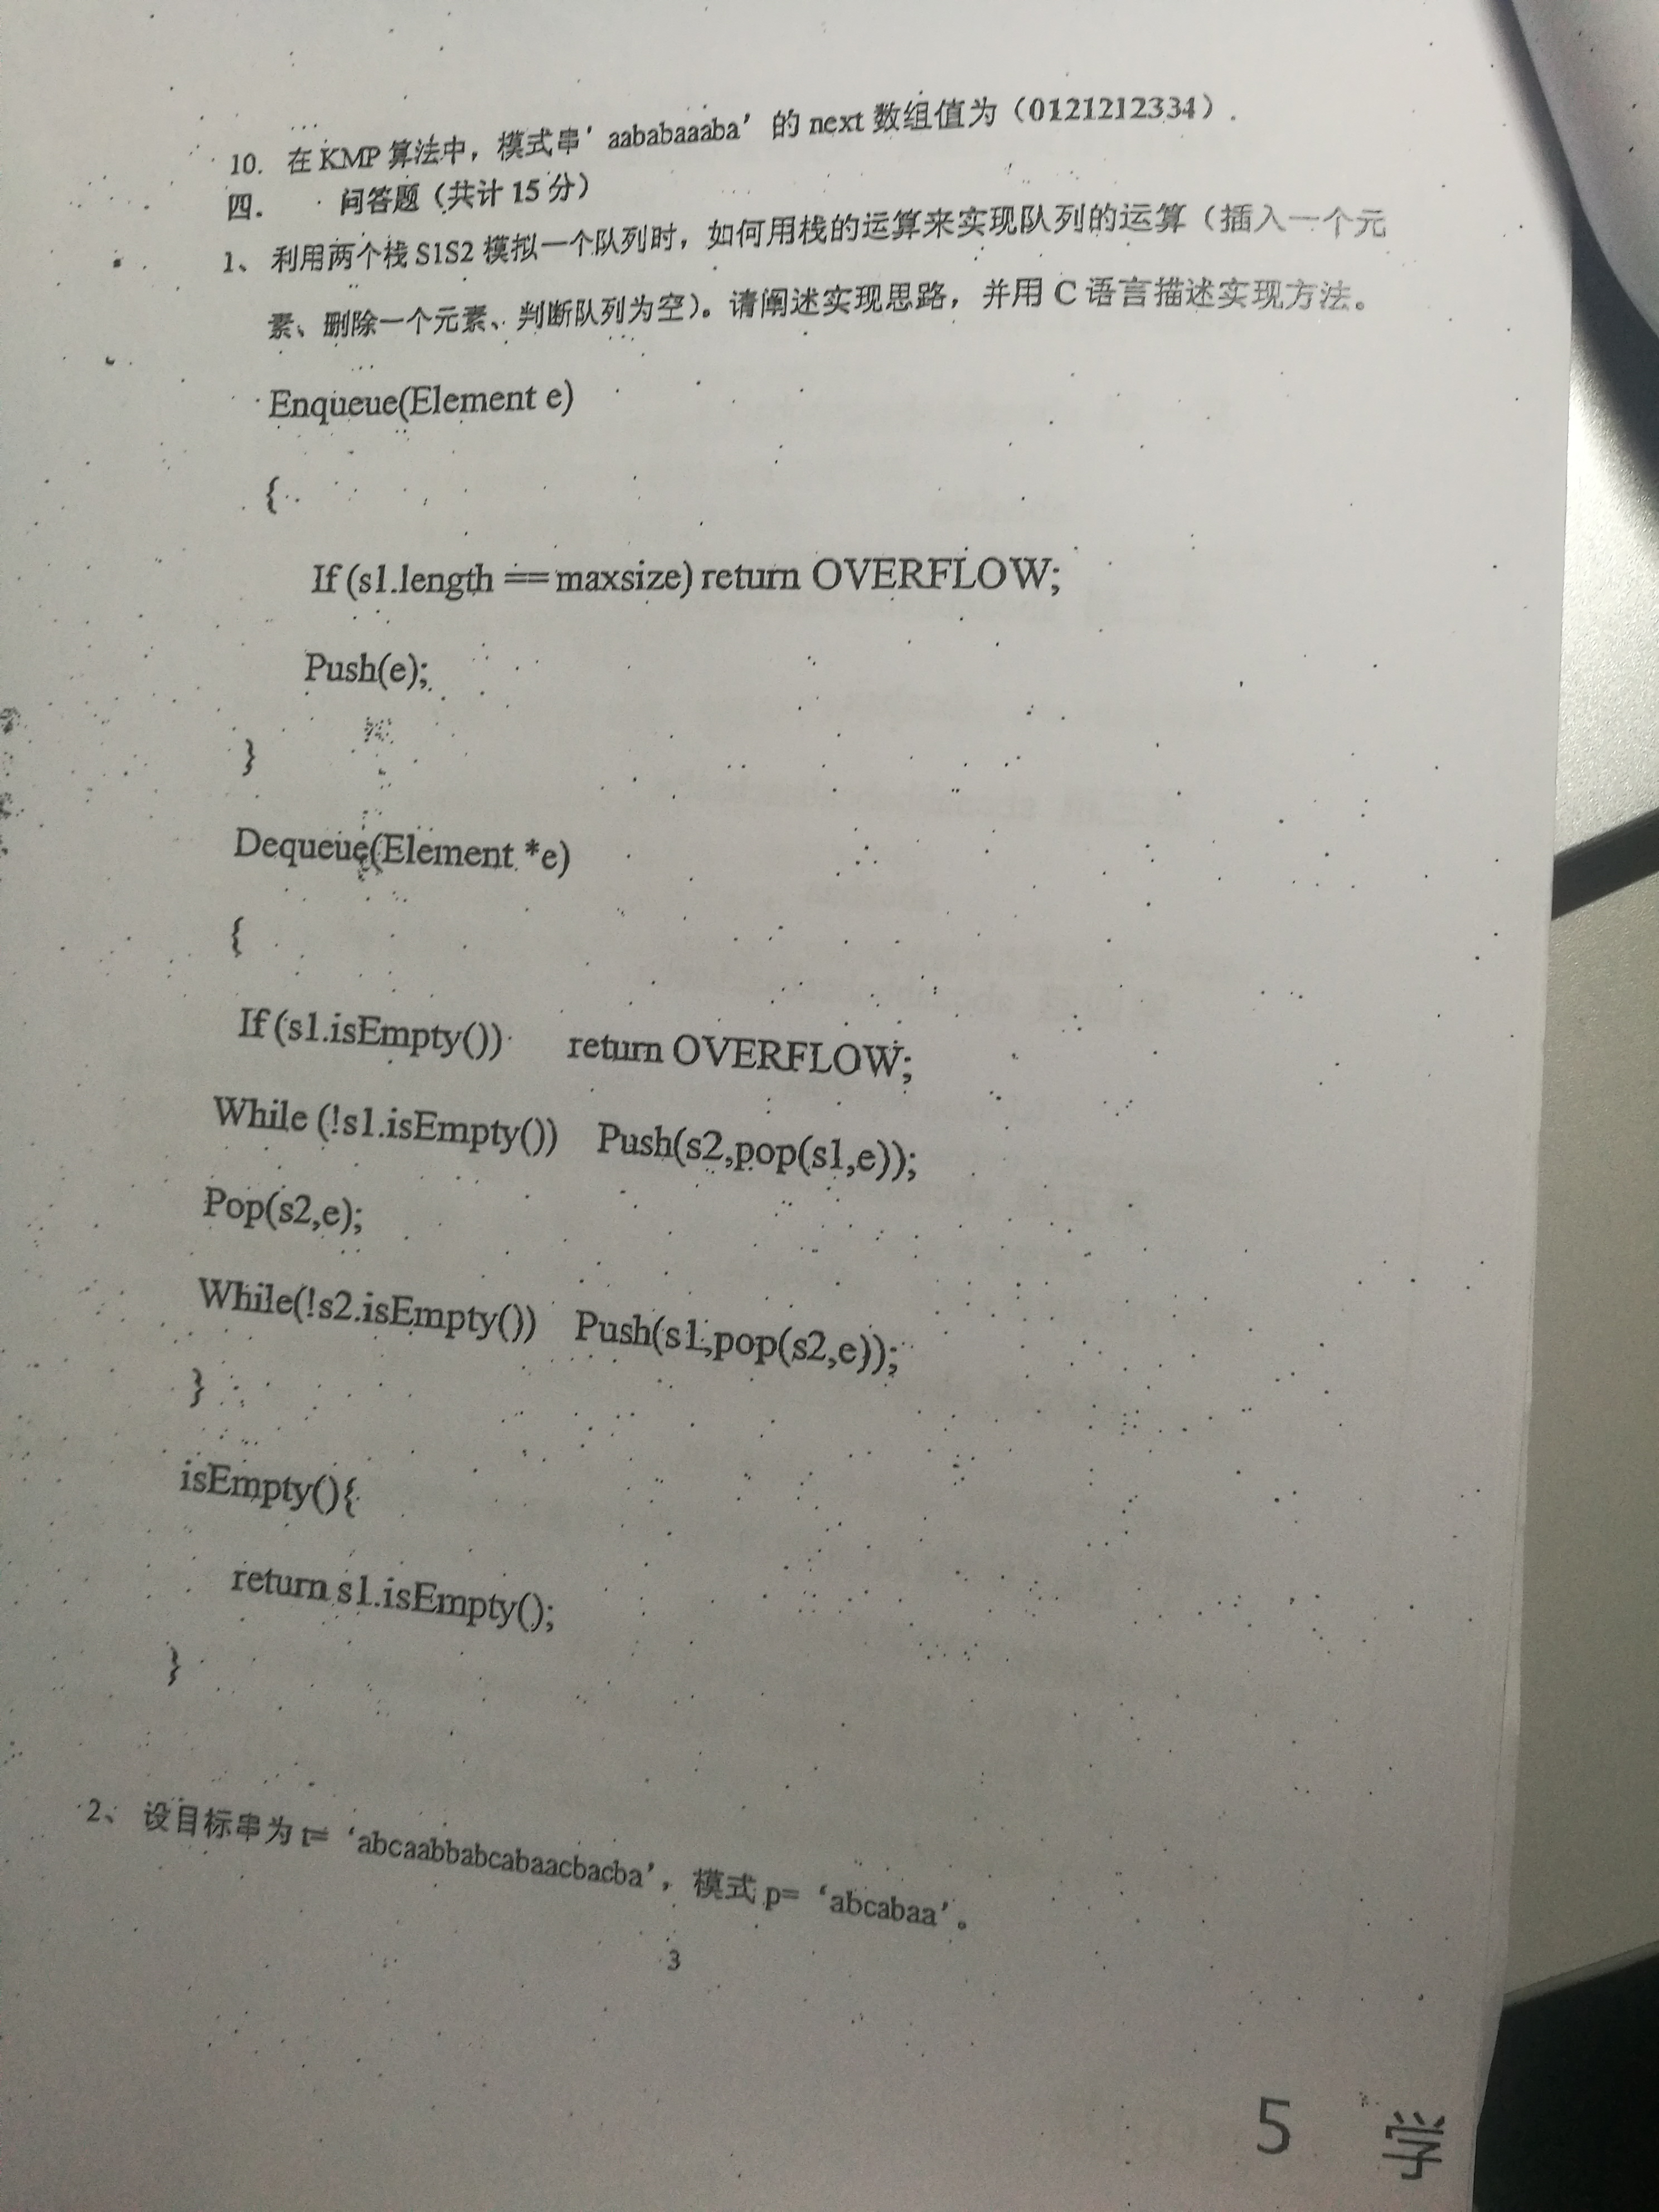 10. 在 KMP 算法中，模式串’aababaaaba’的 next 数组值为（0121212334）.
四. 问答题（共计 15 分）
1、利用两个栈 S1S2 模拟一个队列时，如何用栈的运算来实现队列的运算（插入一个元
素、删除一个元素、判断队列为空）。请阐述实现思路，并用 C 语言描述实现方法。
Enqueue(Element e)
{
If (s1.length == maxsize) return OVERFLOW;
Push(e);
}
Dequeue(Element *e)
{
If (s1.isEmpty()) return OVERFLOW;
While (!s1.isEmpty()) Push(s2,pop(s1,e));
Pop(s2,e);
While(!s2.isEmpty()) Push(s1,pop(s2,e));
}
isEmpty(){
return s1.isEmpty();
}
2、 设目标串为 t=‘abcaabbabcabaacbacba’，模式 p=‘abcabaa’。
3
5 学